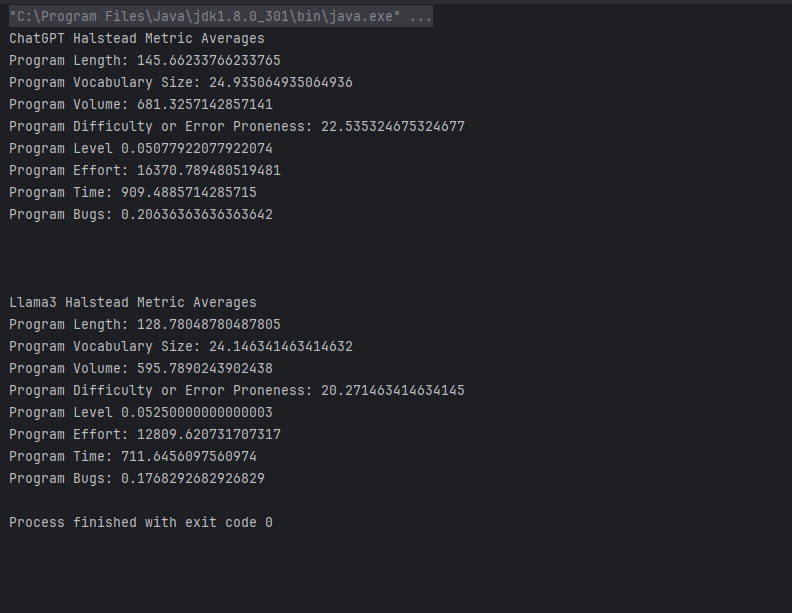 "C:\Program Files\Java\jdk1.8.0_301\bin\java.exe" ...
ChatGPT Halstead Metric Averages
Program Length: 145.66233766233765
Program Vocabulary Size: 24.935064935064936
Program Volume: 681.3257142857141
Program Difficulty or Error Proneness: 22.535324675324677
Program Level 0.05077922077922074
Program Effort: 16370.789480519481
Program Time: 909.4885714285715
Program Bugs: 0.20636363636363642
Llama3 Halstead Metric Averages
Program Length: 128.78048780487805
Program Vocabulary Size: 24.146341463414632
Program Volume: 595.7890243902438
Program Difficulty or Error Proneness: 20.271463414634145
Program Level 0.05250000000000003
Program Effort: 12809.620731707317
Program Time: 711.6456097560974
Program Bugs: 0.1768292682926829
Process finished with exit code 0